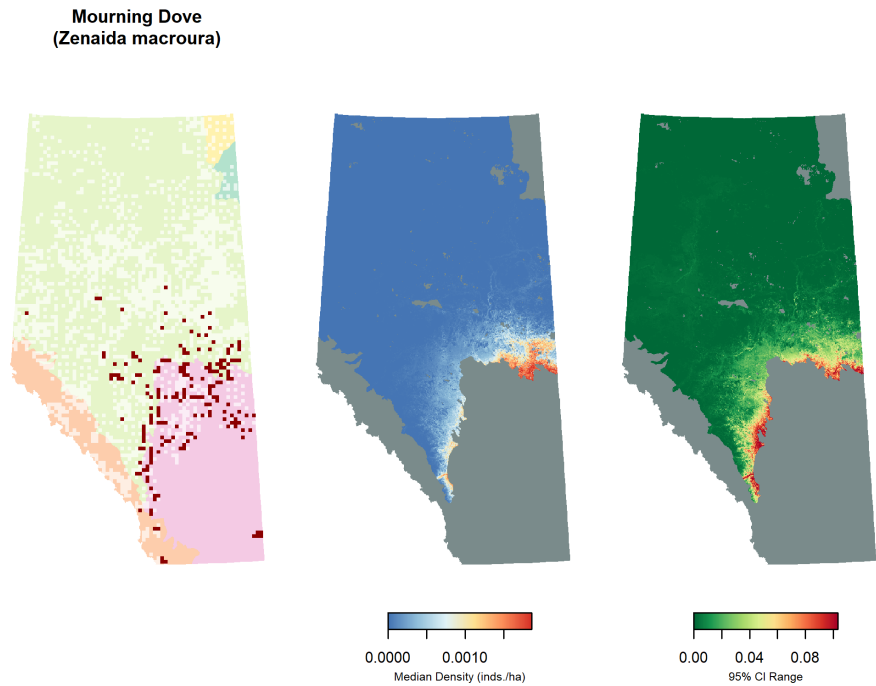 Mourning Dove
(Zenaida macroura)
0.0000 0.0010
Median Density (inds./ha)
0.00 0.04 0.08
95% CI Range